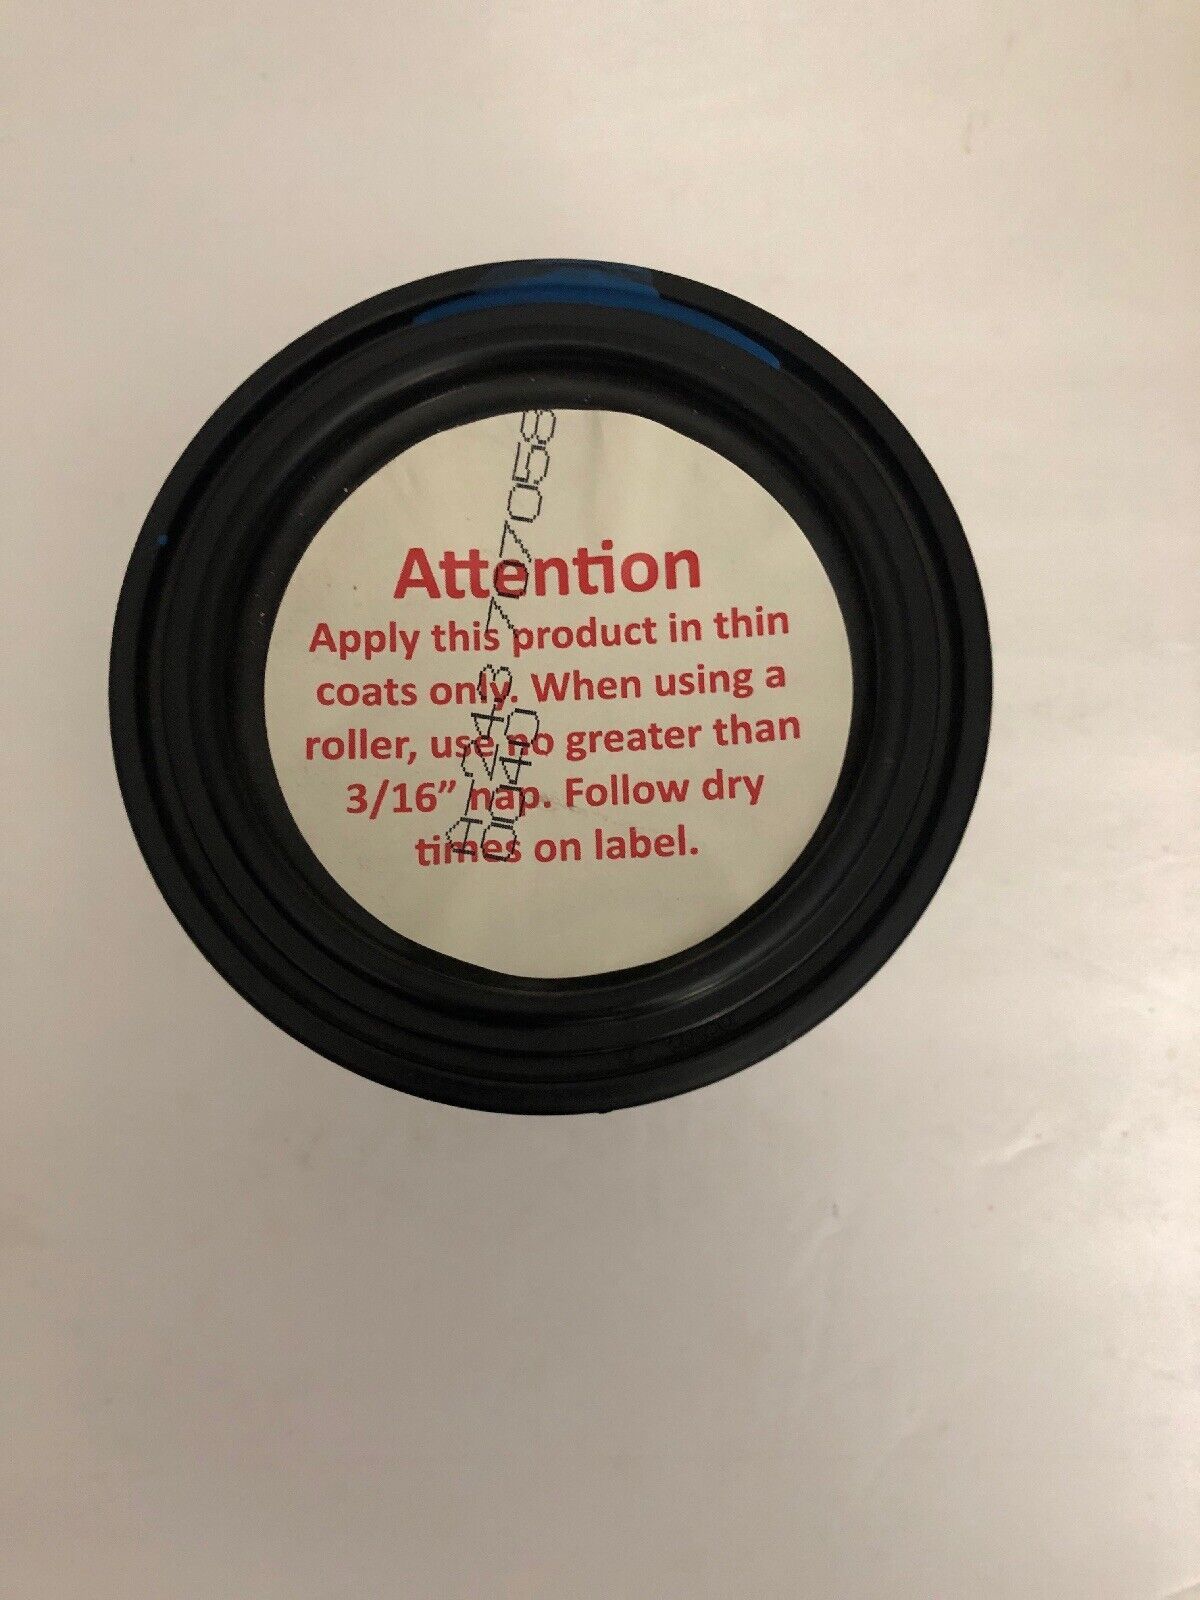 Attention
Apply this product in thin
coats only. When using a
roller, use no greater than
3/16" nap. Follow dry
times on label.